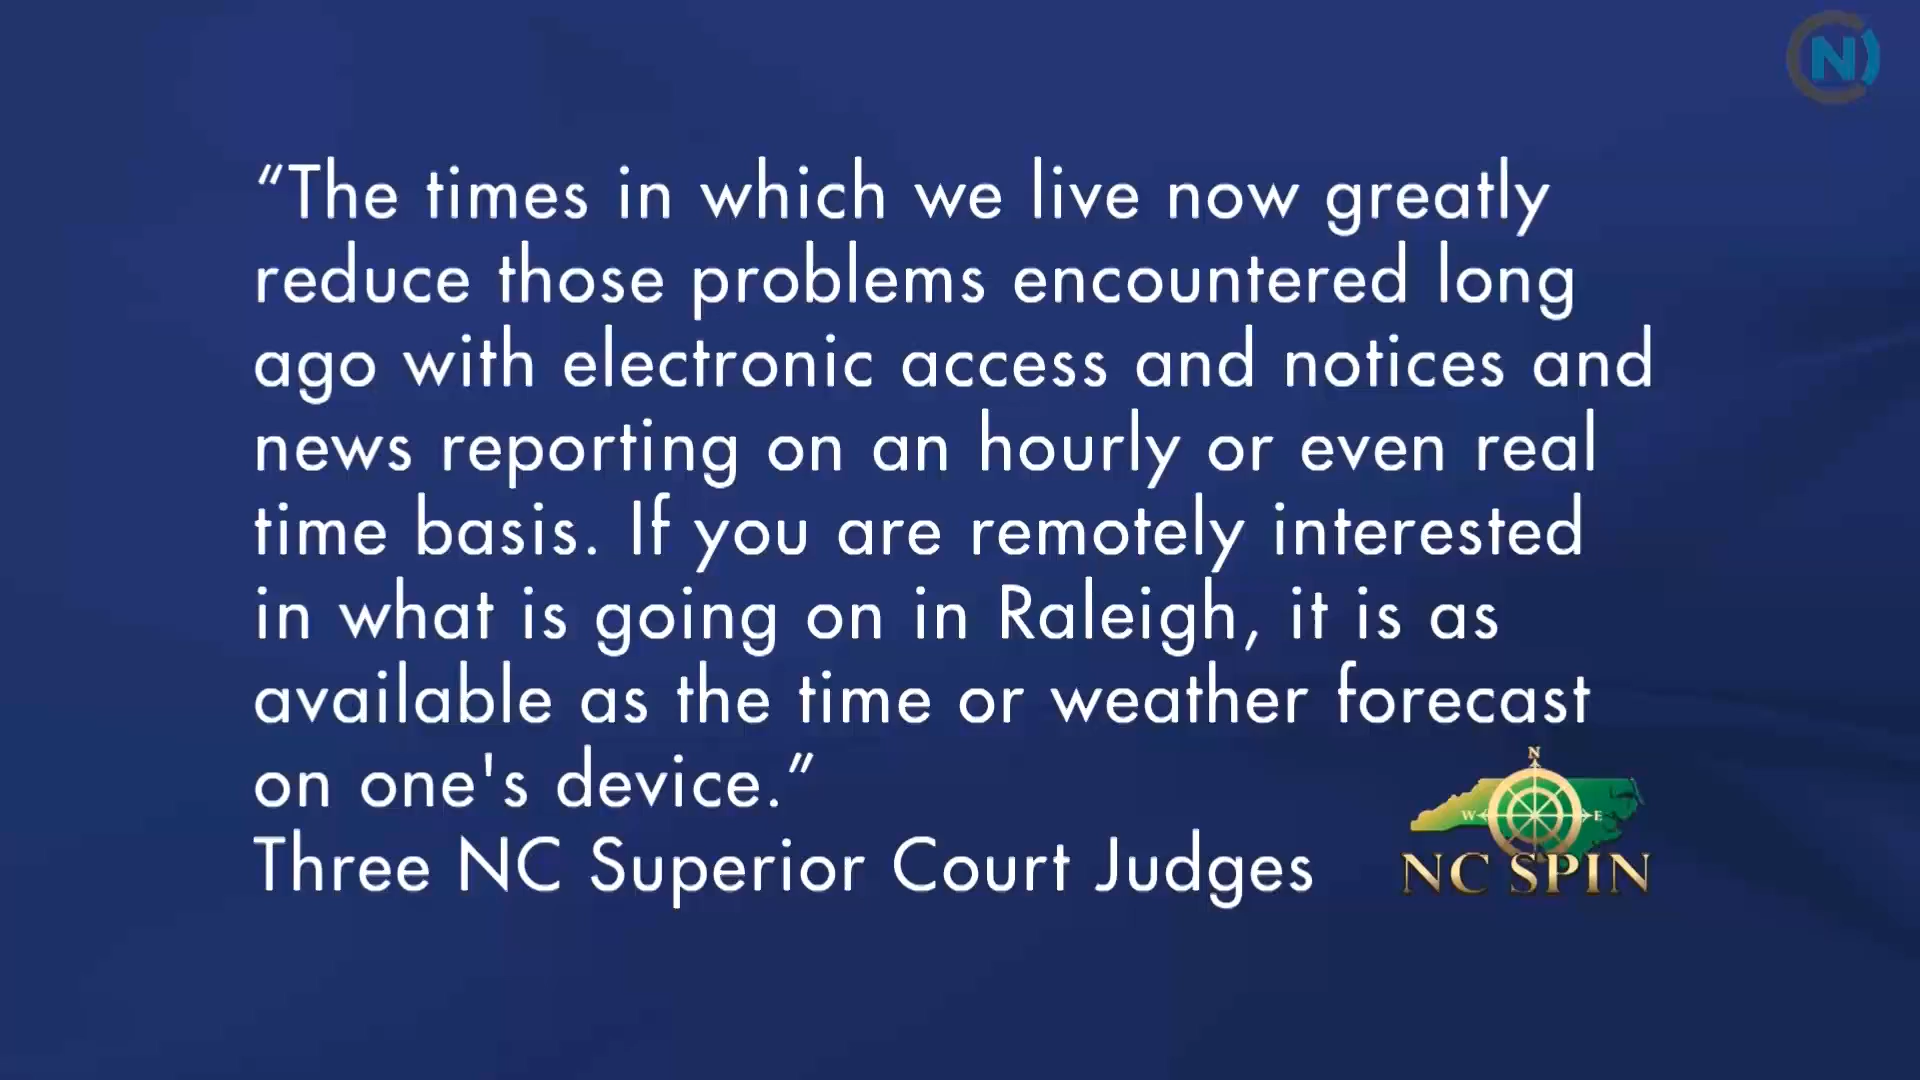 N
“The times in which we live now greatly
reduce those problems encountered long
ago with electronic access and notices and
news reporting on an hourly or even real
time basis. If you are remotely interested
in what is going on in Raleigh, it is as
available as the time or weather forecast
on one's device.”
Three NC Superior Court Judges
N
W E
NC SPIN